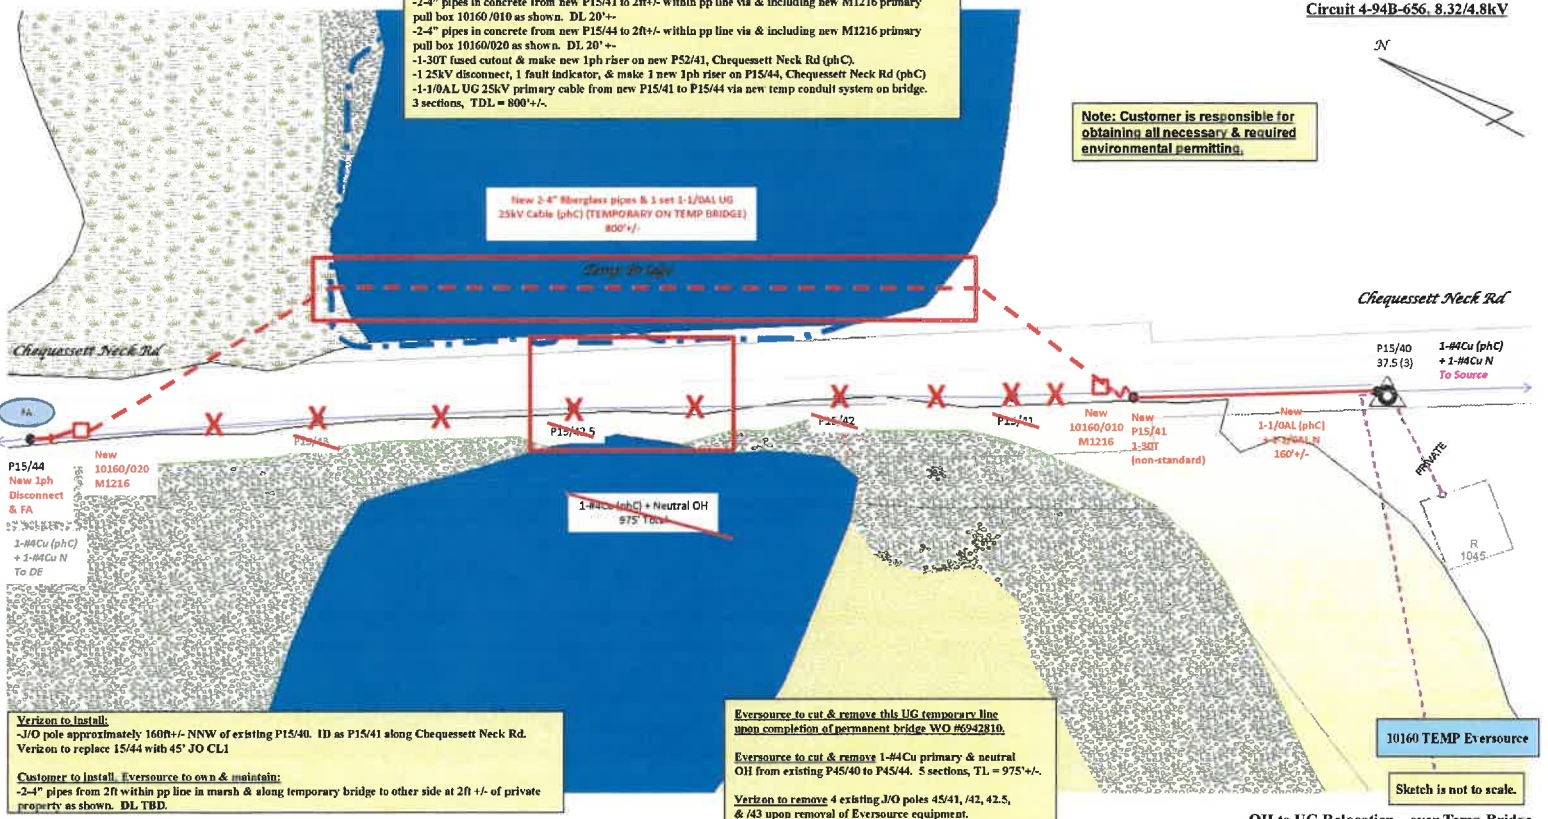 -2-4" pipes in concrete from new P15/41 to 2ft+/- within pp line via & including new M1216 primary
pull box 10160/010 as shown. DL 20'+-
-2-4" pipes in concrete from new P15/44 to 2ft+/- within pp line via & including new M1216 primary
pull box 10160/020 as shown. DL 20'+-
-1-30T fused cutout & make new 1ph riser on new P52/41, Chequessett Neck Rd (phC).
-1 25kV disconnect, 1 fault indicator, & make 1 new 1ph riser on P15/44, Chequessett Neck Rd (phC)
-1-1/0AL UG 25kV primary cable from new P15/41 to P15/44 via new temp conduit system on bridge.
3 sections, TDL = 800'+/-.
Circuit 4-94B-656, 8.32/4.8kV
N
Note: Customer is responsible for
obtaining all necessary & required
environmental permitting.
New 2-4" fiberglass pipes & 1 set 1-1/0AL UG
25kV Cable (phC) (TEMPORARY ON TEMP BRIDGE)
800'+/-
Temp Bridge
Chequessett Neck Rd
Chequessett Neck Rd
P15/40
37.5 (3)
1-#4Cu (phC)
+ 1-#4Cu N
To Source
FA
P15/44
New 1ph
Disconnect
& FA
1-#4Cu (phC)
+ 1-#4Cu N
To DE
New
10160/020
M1216
P15/43
P15/42.5
P15/42
P15/41
New
10160/010
M1216
New
P15/41
1-30T
(non-standard)
New
1-1/0AL (phC)
+ 1-1/0AL N
160'+/-
PRIVATE
R
1045
1-#4Cu (phC) + Neutral OH
975' Total
Verizon to Install:
-J/O pole approximately 160ft+/- NNW of existing P15/40. ID as P15/41 along Chequessett Neck Rd.
Verizon to replace 15/44 with 45' JO CL1
Customer to Install, Eversource to own & maintain:
-2-4" pipes from 2ft within pp line in marsh & along temporary bridge to other side at 2ft +/- of private
property as shown. DL TBD.
Eversource to cut & remove this UG temporary line
upon completion of permanent bridge WO #6942810.
Eversource to cut & remove 1-#4Cu primary & neutral
OH from existing P45/40 to P45/44. 5 sections, TL = 975'+/-.
Verizon to remove 4 existing J/O poles 45/41, /42, 42.5,
& /43 upon removal of Eversource equipment.
10160 TEMP Eversource
Sketch is not to scale.
OH to UG Relocation - over Temp Bridge